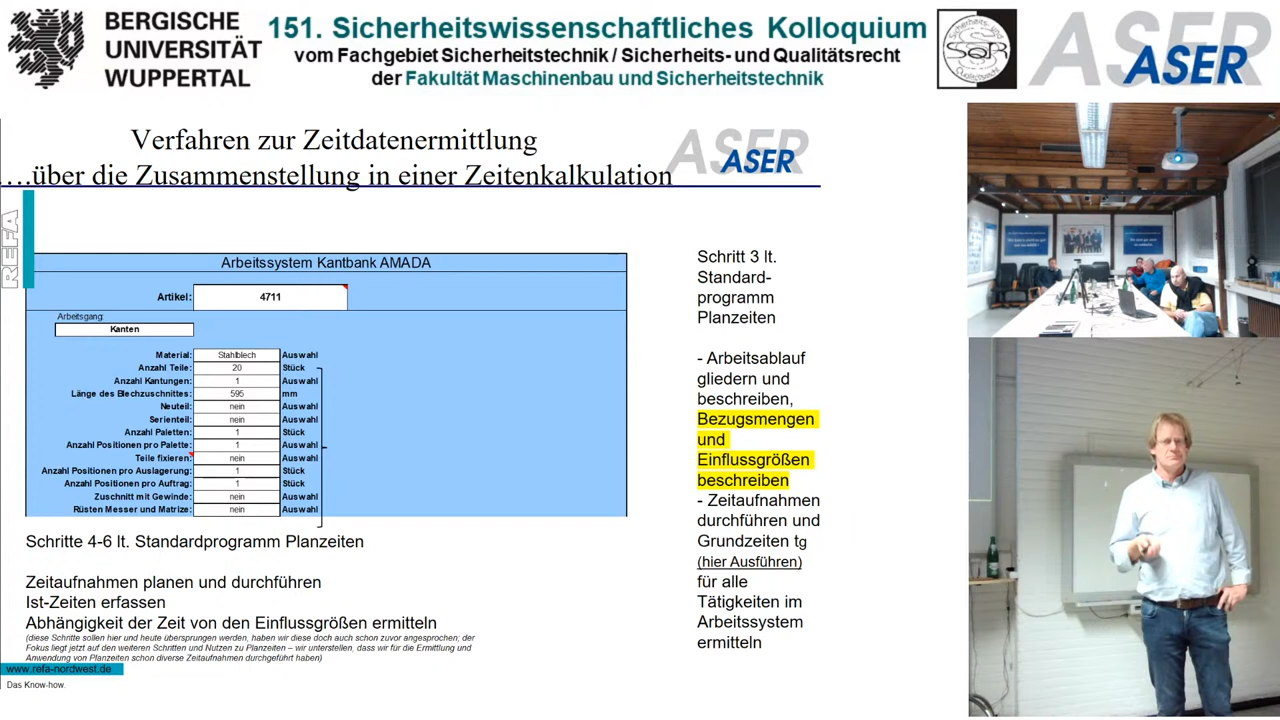 BERGISCHE
UNIVERSITÄT
WUPPERTAL
151. Sicherheitswissenschaftliches Kolloquium
vom Fachgebiet Sicherheitstechnik / Sicherheits- und Qualitätsrecht
der Fakultät Maschinenbau und Sicherheitstechnik
SQR
ASER
ASER
Verfahren zur Zeitdatenermittlung
…über die Zusammenstellung in einer Zeitenkalkulation
ASER
ASER
REFA
Arbeitssystem Kantbank AMADA
Artikel: 4711
Arbeitsgang:
Kanten
Material: Stahlblech Auswahl
Anzahl Teile: 20 Stück
Anzahl Kantungen: 1 Auswahl
Länge des Blechzuschnittes: 595 mm
Neuteil: nein Auswahl
Serienteil: nein Auswahl
Anzahl Paletten: 1 Stück
Anzahl Positionen pro Palette: 1 Auswahl
Teile fixieren: nein Auswahl
Anzahl Positionen pro Auslagerung: 1 Stück
Anzahl Positionen pro Auftrag: 1 Stück
Zuschnitt mit Gewinde: nein Auswahl
Rüsten Messer und Matrize: nein Auswahl
Schritte 4-6 lt. Standardprogramm Planzeiten
Zeitaufnahmen planen und durchführen
Ist-Zeiten erfassen
Abhängigkeit der Zeit von den Einflussgrößen ermitteln
(diese Schritte sollen hier und heute übersprungen werden, haben wir diese doch auch schon zuvor angesprochen; der
Fokus liegt jetzt auf den weiteren Schritten und Nutzen zu Planzeiten – wir unterstellen, dass wir für die Ermittlung und
Anwendung von Planzeiten schon diverse Zeitaufnahmen durchgeführt haben)
www.refa-nordwest.de
Das Know-how.
Schritt 3 lt.
Standard-
programm
Planzeiten
- Arbeitsablauf
gliedern und
beschreiben,
Bezugsmengen
und
Einflussgrößen
beschreiben
- Zeitaufnahmen
durchführen und
Grundzeiten tg
(hier Ausführen)
für alle
Tätigkeiten im
Arbeitssystem
ermitteln